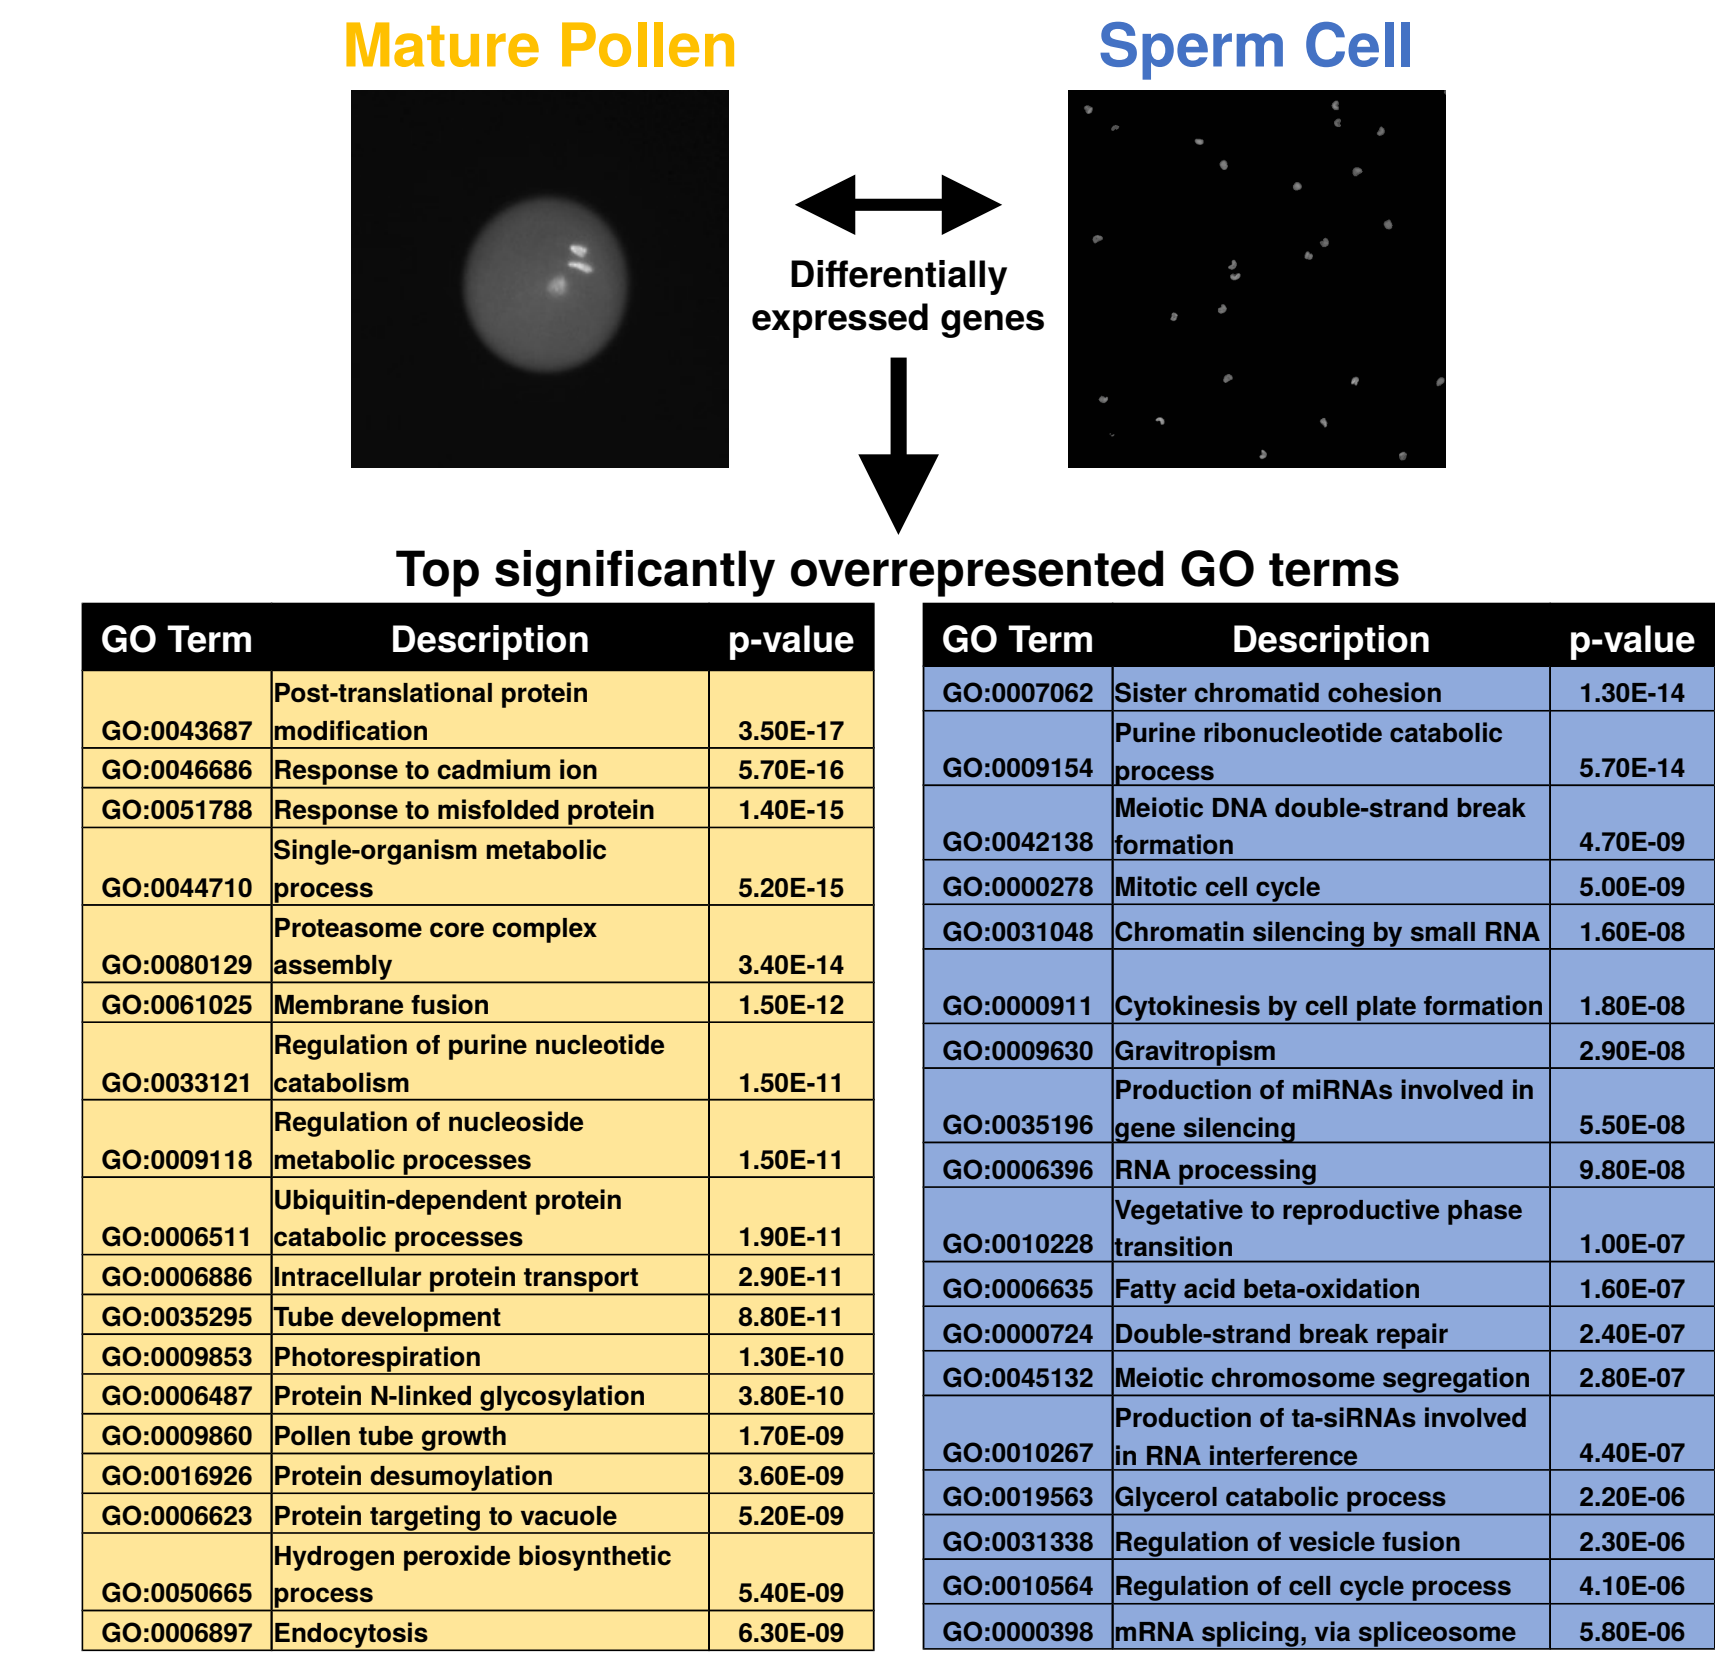 Mature Pollen
Sperm Cell
Differentially
expressed genes
Top significantly overrepresented GO terms
GO Term Description p-value
Post-translational protein
GO:0043687 modification 3.50E-17
GO:0046686 Response to cadmium ion 5.70E-16
GO:0051788 Response to misfolded protein 1.40E-15
Single-organism metabolic
GO:0044710 process 5.20E-15
Proteasome core complex
GO:0080129 assembly 3.40E-14
GO:0061025 Membrane fusion 1.50E-12
Regulation of purine nucleotide
GO:0033121 catabolism 1.50E-11
Regulation of nucleoside
GO:0009118 metabolic processes 1.50E-11
Ubiquitin-dependent protein
GO:0006511 catabolic processes 1.90E-11
GO:0006886 Intracellular protein transport 2.90E-11
GO:0035295 Tube development 8.80E-11
GO:0009853 Photorespiration 1.30E-10
GO:0006487 Protein N-linked glycosylation 3.80E-10
GO:0009860 Pollen tube growth 1.70E-09
GO:0016926 Protein desumoylation 3.60E-09
GO:0006623 Protein targeting to vacuole 5.20E-09
Hydrogen peroxide biosynthetic
GO:0050665 process 5.40E-09
GO:0006897 Endocytosis 6.30E-09
GO Term Description p-value
GO:0007062 Sister chromatid cohesion 1.30E-14
Purine ribonucleotide catabolic
GO:0009154 process 5.70E-14
Meiotic DNA double-strand break
GO:0042138 formation 4.70E-09
GO:0000278 Mitotic cell cycle 5.00E-09
GO:0031048 Chromatin silencing by small RNA 1.60E-08
GO:0000911 Cytokinesis by cell plate formation 1.80E-08
GO:0009630 Gravitropism 2.90E-08
Production of miRNAs involved in
GO:0035196 gene silencing 5.50E-08
GO:0006396 RNA processing 9.80E-08
Vegetative to reproductive phase
GO:0010228 transition 1.00E-07
GO:0006635 Fatty acid beta-oxidation 1.60E-07
GO:0000724 Double-strand break repair 2.40E-07
GO:0045132 Meiotic chromosome segregation 2.80E-07
Production of ta-siRNAs involved
GO:0010267 in RNA interference 4.40E-07
GO:0019563 Glycerol catabolic process 2.20E-06
GO:0031338 Regulation of vesicle fusion 2.30E-06
GO:0010564 Regulation of cell cycle process 4.10E-06
GO:0000398 mRNA splicing, via spliceosome 5.80E-06